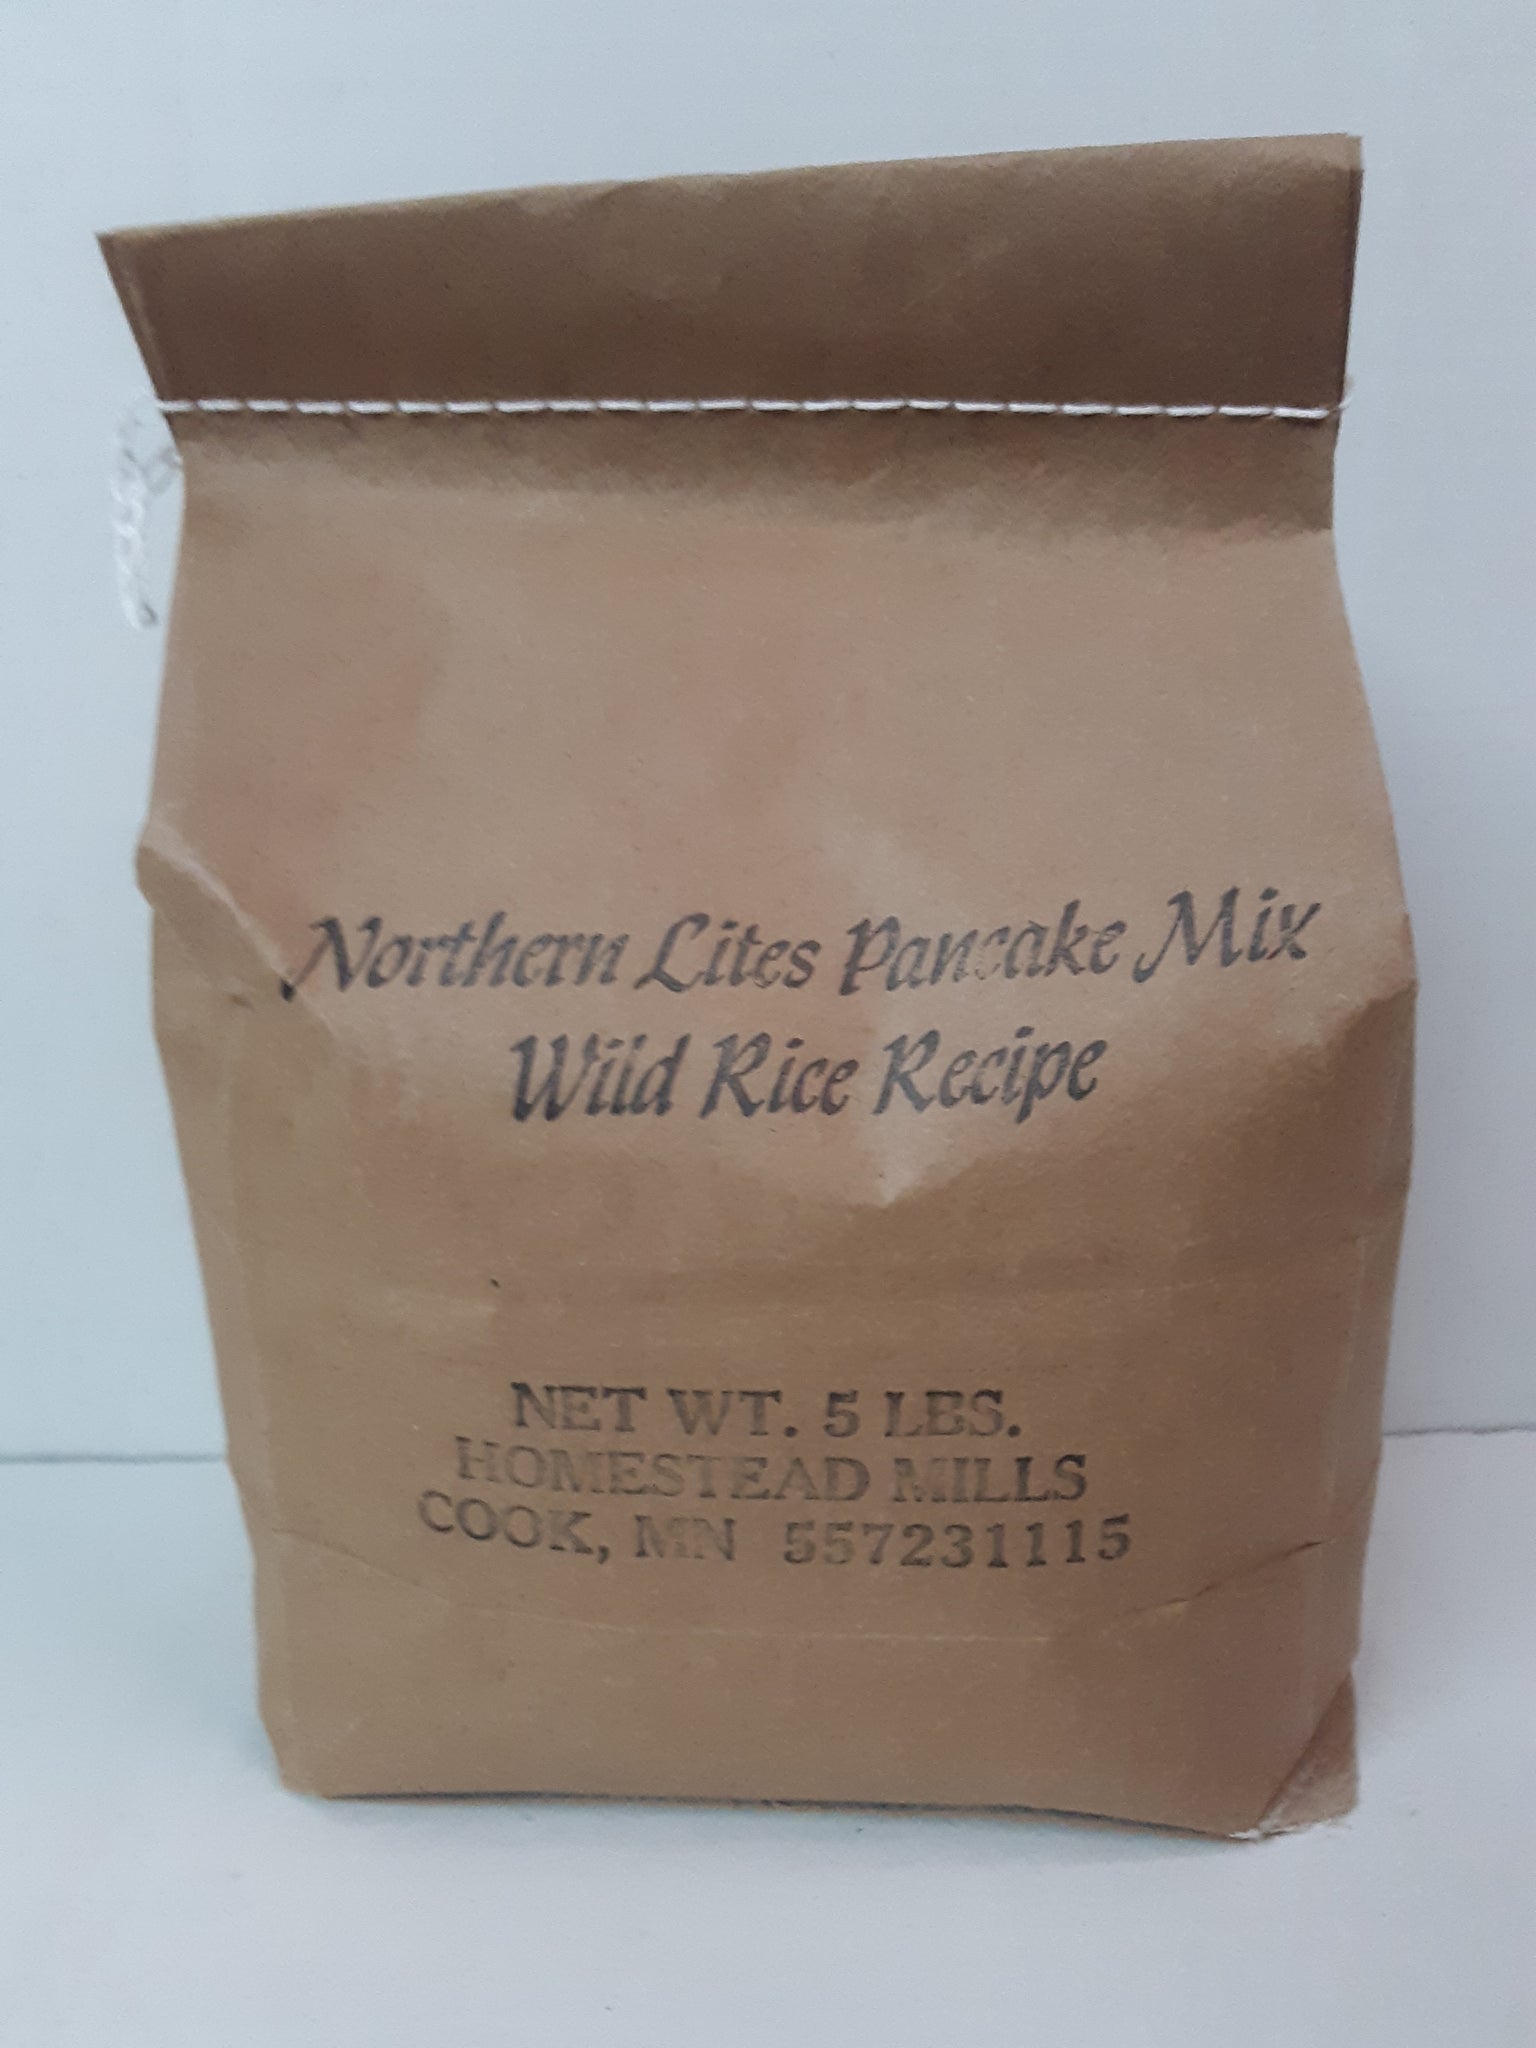 Northern Lites Pancake Mix
Wild Rice Recipe
NET WT. 5 LBS.
HOMESTEAD MILLS
COOK, MN 557231115